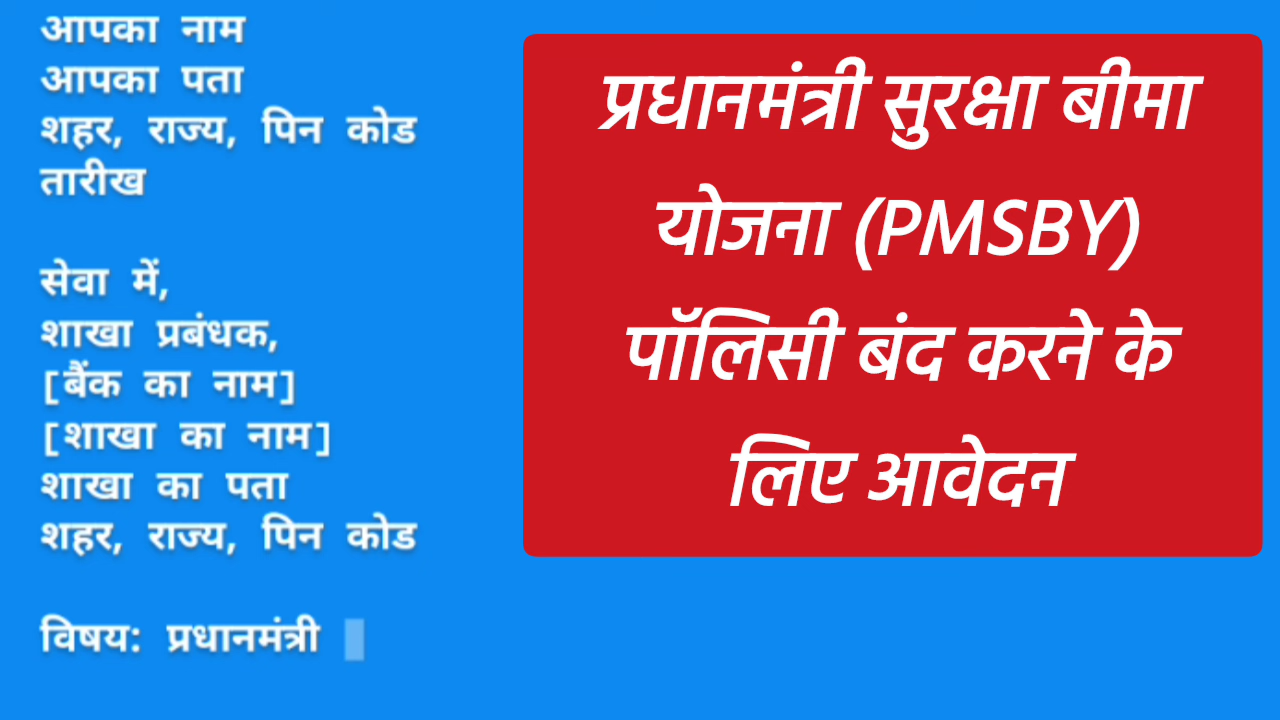 आपका नाम
आपका पता
शहर, राज्य, पिन कोड
तारीख
सेवा में,
शाखा प्रबंधक,
[बैंक का नाम]
[शाखा का नाम]
शाखा का पता
शहर, राज्य, पिन कोड
विषय: प्रधानमंत्री
प्रधानमंत्री सुरक्षा बीमा
योजना (PMSBY)
पॉलिसी बंद करने के
लिए आवेदन